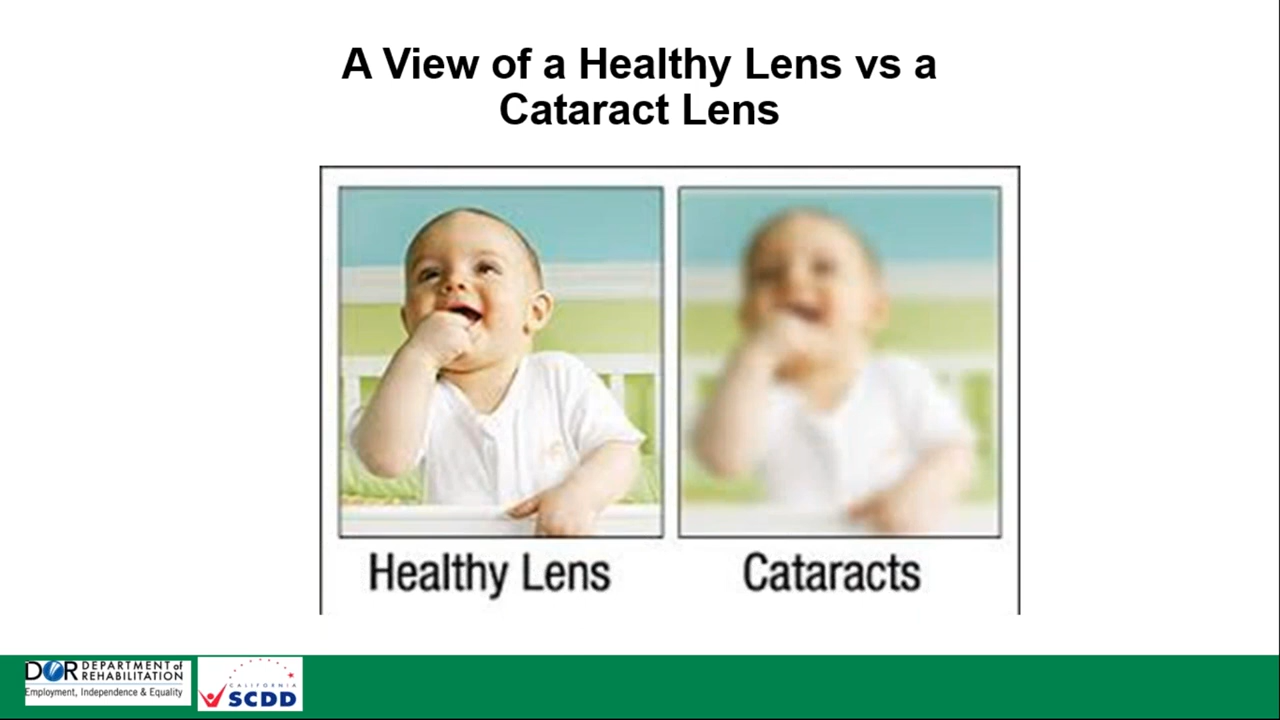 A View of a Healthy Lens vs a
Cataract Lens
Healthy Lens
Cataracts
DOR DEPARTMENT of
REHABILITATION
Employment, Independence & Equality
CALIFORNIA
SCDD